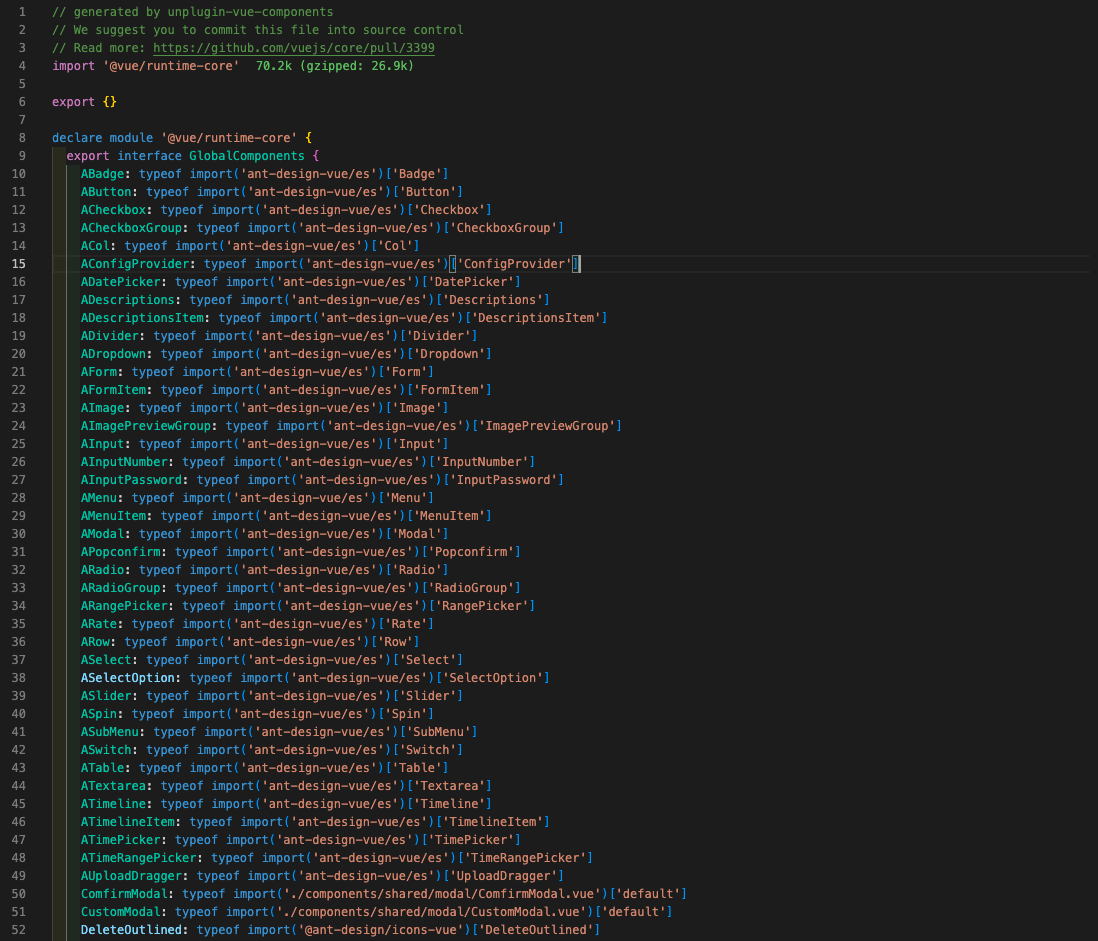 1 // generated by unplugin-vue-components
2 // We suggest you to commit this file into source control
3 // Read more: https://github.com/vuejs/core/pull/3399
4 import '@vue/runtime-core' 70.2k (gzipped: 26.9k)
5
6 export {}
7
8 declare module '@vue/runtime-core' {
9 export interface GlobalComponents {
10 ABadge: typeof import('ant-design-vue/es')['Badge']
11 AButton: typeof import('ant-design-vue/es')['Button']
12 ACheckbox: typeof import('ant-design-vue/es')['Checkbox']
13 ACheckboxGroup: typeof import('ant-design-vue/es')['CheckboxGroup']
14 ACol: typeof import('ant-design-vue/es')['Col']
15 AConfigProvider: typeof import('ant-design-vue/es')['ConfigProvider']
16 ADatePicker: typeof import('ant-design-vue/es')['DatePicker']
17 ADescriptions: typeof import('ant-design-vue/es')['Descriptions']
18 ADescriptionsItem: typeof import('ant-design-vue/es')['DescriptionsItem']
19 ADivider: typeof import('ant-design-vue/es')['Divider']
20 ADropdown: typeof import('ant-design-vue/es')['Dropdown']
21 AForm: typeof import('ant-design-vue/es')['Form']
22 AFormItem: typeof import('ant-design-vue/es')['FormItem']
23 AImage: typeof import('ant-design-vue/es')['Image']
24 AImagePreviewGroup: typeof import('ant-design-vue/es')['ImagePreviewGroup']
25 AInput: typeof import('ant-design-vue/es')['Input']
26 AInputNumber: typeof import('ant-design-vue/es')['InputNumber']
27 AInputPassword: typeof import('ant-design-vue/es')['InputPassword']
28 AMenu: typeof import('ant-design-vue/es')['Menu']
29 AMenuItem: typeof import('ant-design-vue/es')['MenuItem']
30 AModal: typeof import('ant-design-vue/es')['Modal']
31 APopconfirm: typeof import('ant-design-vue/es')['Popconfirm']
32 ARadio: typeof import('ant-design-vue/es')['Radio']
33 ARadioGroup: typeof import('ant-design-vue/es')['RadioGroup']
34 ARangePicker: typeof import('ant-design-vue/es')['RangePicker']
35 ARate: typeof import('ant-design-vue/es')['Rate']
36 ARow: typeof import('ant-design-vue/es')['Row']
37 ASelect: typeof import('ant-design-vue/es')['Select']
38 ASelectOption: typeof import('ant-design-vue/es')['SelectOption']
39 ASlider: typeof import('ant-design-vue/es')['Slider']
40 ASpin: typeof import('ant-design-vue/es')['Spin']
41 ASubMenu: typeof import('ant-design-vue/es')['SubMenu']
42 ASwitch: typeof import('ant-design-vue/es')['Switch']
43 ATable: typeof import('ant-design-vue/es')['Table']
44 ATextarea: typeof import('ant-design-vue/es')['Textarea']
45 ATimeline: typeof import('ant-design-vue/es')['Timeline']
46 ATimelineItem: typeof import('ant-design-vue/es')['TimelineItem']
47 ATimePicker: typeof import('ant-design-vue/es')['TimePicker']
48 ATimeRangePicker: typeof import('ant-design-vue/es')['TimeRangePicker']
49 AUploadDragger: typeof import('ant-design-vue/es')['UploadDragger']
50 ComfirmModal: typeof import('./components/shared/modal/ComfirmModal.vue')['default']
51 CustomModal: typeof import('./components/shared/modal/CustomModal.vue')['default']
52 DeleteOutlined: typeof import('@ant-design/icons-vue')['DeleteOutlined']